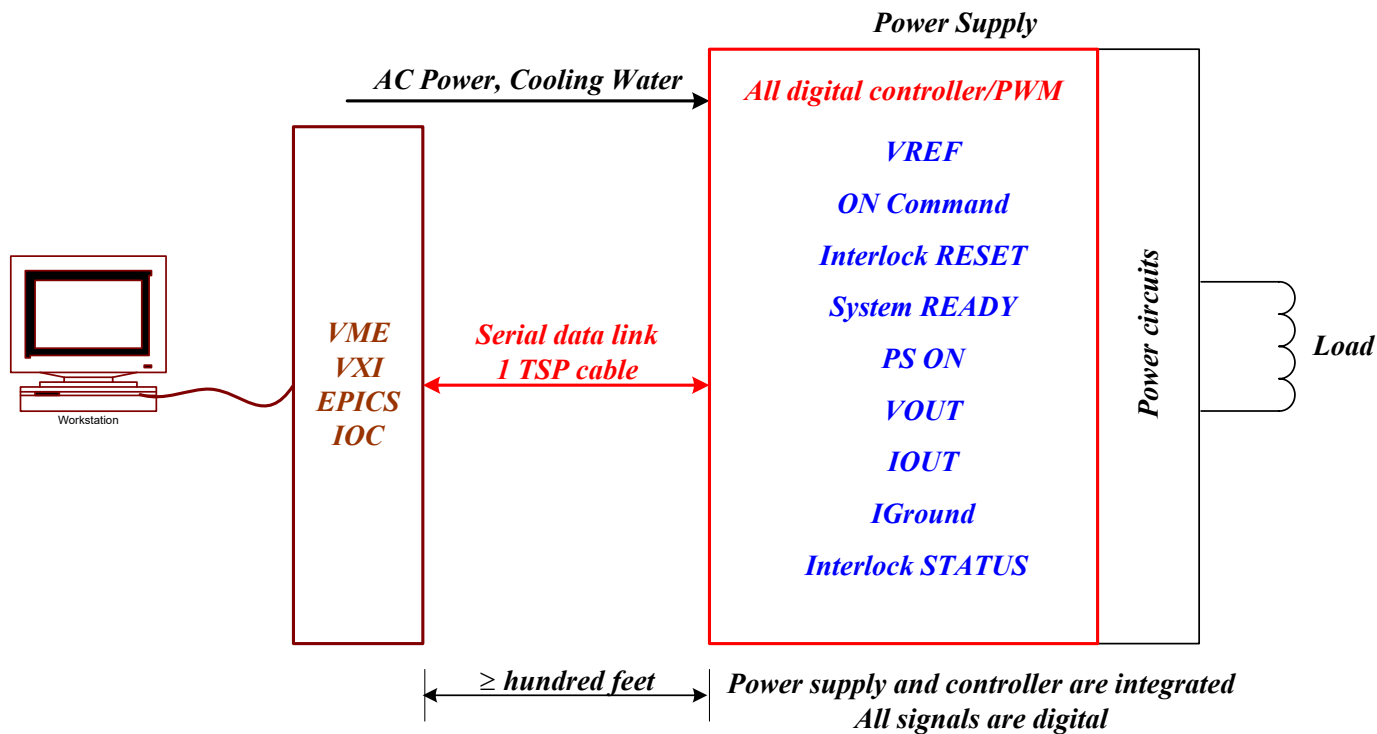 Power Supply
AC Power, Cooling Water
All digital controller/PWM
VREF
ON Command
Interlock RESET
System READY
PS ON
VOUT
IOUT
IGround
Interlock STATUS
Power circuits
Load
Serial data link
1 TSP cable
VME
VXI
EPICS
IOC
Workstation
≥ hundred feet
Power supply and controller are integrated
All signals are digital